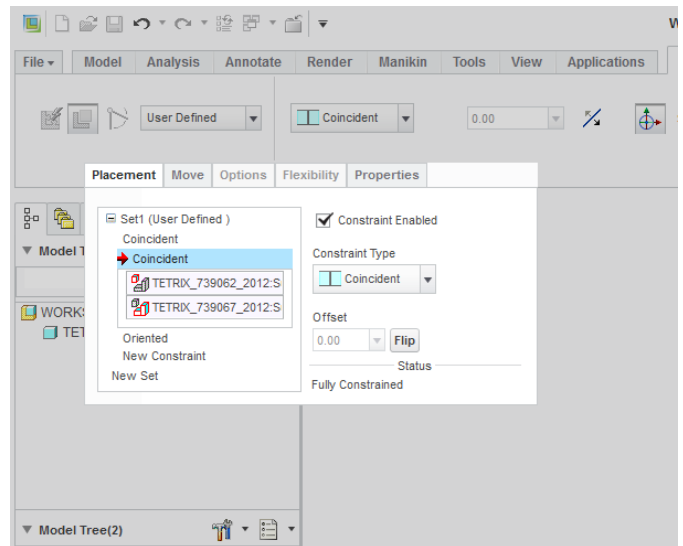 W
File Model Analysis Annotate Render Manikin Tools View Applications
User Defined Coincident 0.00
Placement Move Options Flexibility Properties
Set1 (User Defined )
Coincident
Coincident
TETRIX_739062_2012:S
TETRIX_739067_2012:S
Oriented
New Constraint
New Set
Constraint Enabled
Constraint Type
Coincident
Offset
0.00 Flip
Status
Fully Constrained
Model T
WORKS
TET
Model Tree(2)